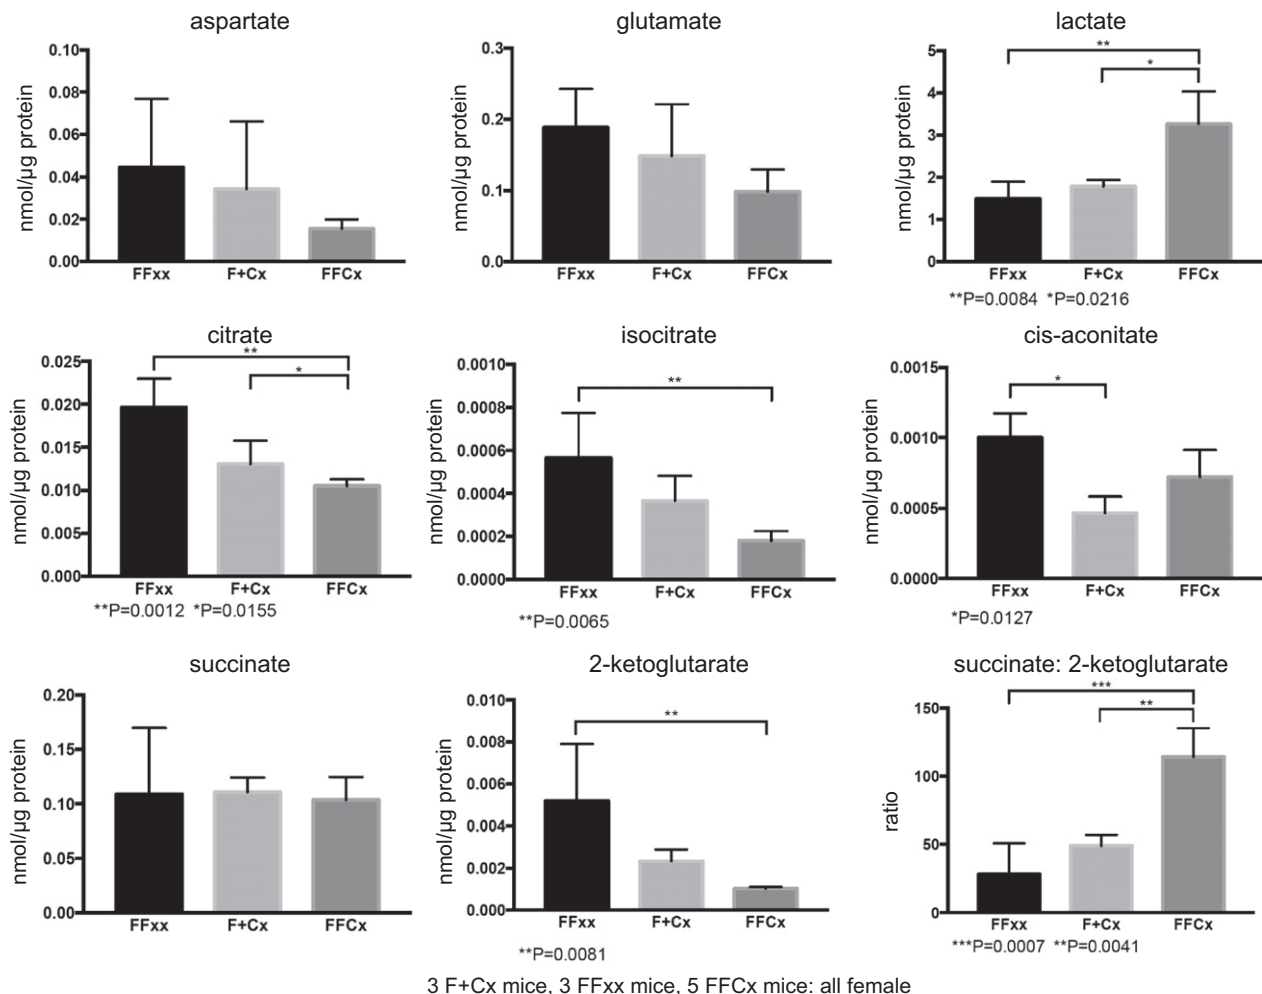 aspartate
nmol/µg protein
0.10
0.08
0.06
0.04
0.02
0.00
FFxx F+Cx FFCx
glutamate
nmol/µg protein
0.3
0.2
0.1
0.0
FFxx F+Cx FFCx
lactate
nmol/µg protein
5
4
3
2
1
0
**
*
FFxx F+Cx FFCx
**P=0.0084 *P=0.0216
citrate
nmol/µg protein
0.025
0.020
0.015
0.010
0.005
0.000
**
*
FFxx F+Cx FFCx
**P=0.0012 *P=0.0155
isocitrate
nmol/µg protein
0.0010
0.0008
0.0006
0.0004
0.0002
0.0000
**
FFxx F+Cx FFCx
**P=0.0065
cis-aconitate
nmol/µg protein
0.0015
0.0010
0.0005
0.0000
*
FFxx F+Cx FFCx
*P=0.0127
succinate
nmol/µg protein
0.20
0.15
0.10
0.05
0.00
FFxx F+Cx FFCx
2-ketoglutarate
nmol/µg protein
0.010
0.008
0.006
0.004
0.002
0.000
**
FFxx F+Cx FFCx
**P=0.0081
succinate: 2-ketoglutarate
ratio
150
100
50
0
***
**
FFxx F+Cx FFCx
***P=0.0007 **P=0.0041
3 F+Cx mice, 3 FFxx mice, 5 FFCx mice: all female